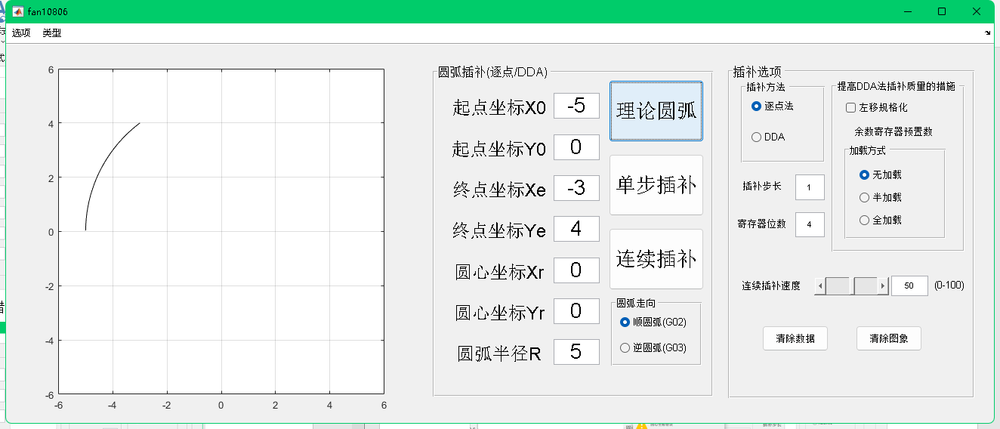 fan10806
选项 类型
6
4
2
0
-2
-4
-6
-6 -4 -2 0 2 4 6
圆弧插补(逐点/DDA)
起点坐标X0 -5
起点坐标Y0 0
终点坐标Xe -3
终点坐标Ye 4
圆心坐标Xr 0
圆心坐标Yr 0
圆弧半径R 5
理论圆弧
单步插补
连续插补
圆弧走向
顺圆弧(G02)
逆圆弧(G03)
插补选项
插补方法
逐点法
DDA
插补步长 1
寄存器位数 4
提高DDA法插补质量的措施
左移规格化
余数寄存器预置数
加载方式
无加载
半加载
全加载
连续插补速度 50 (0-100)
清除数据 清除图象